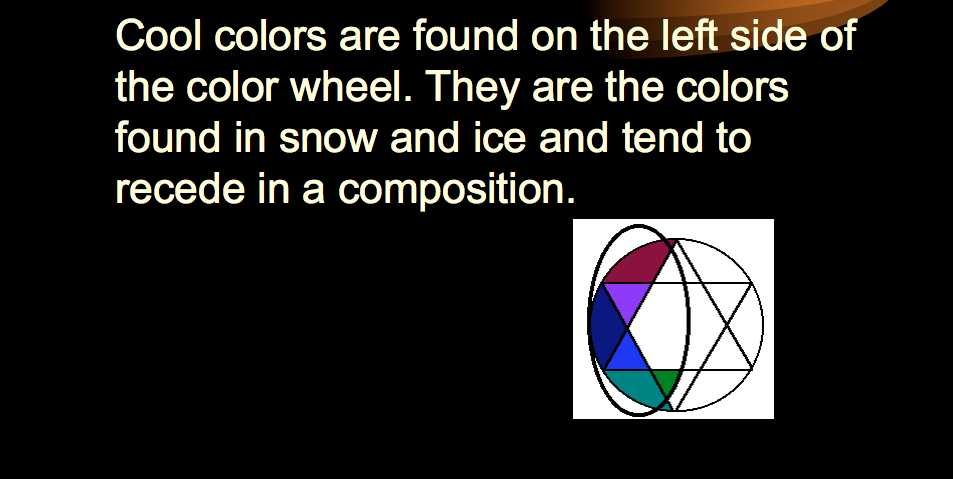 Cool colors are found on the left side of
the color wheel. They are the colors
found in snow and ice and tend to
recede in a composition.